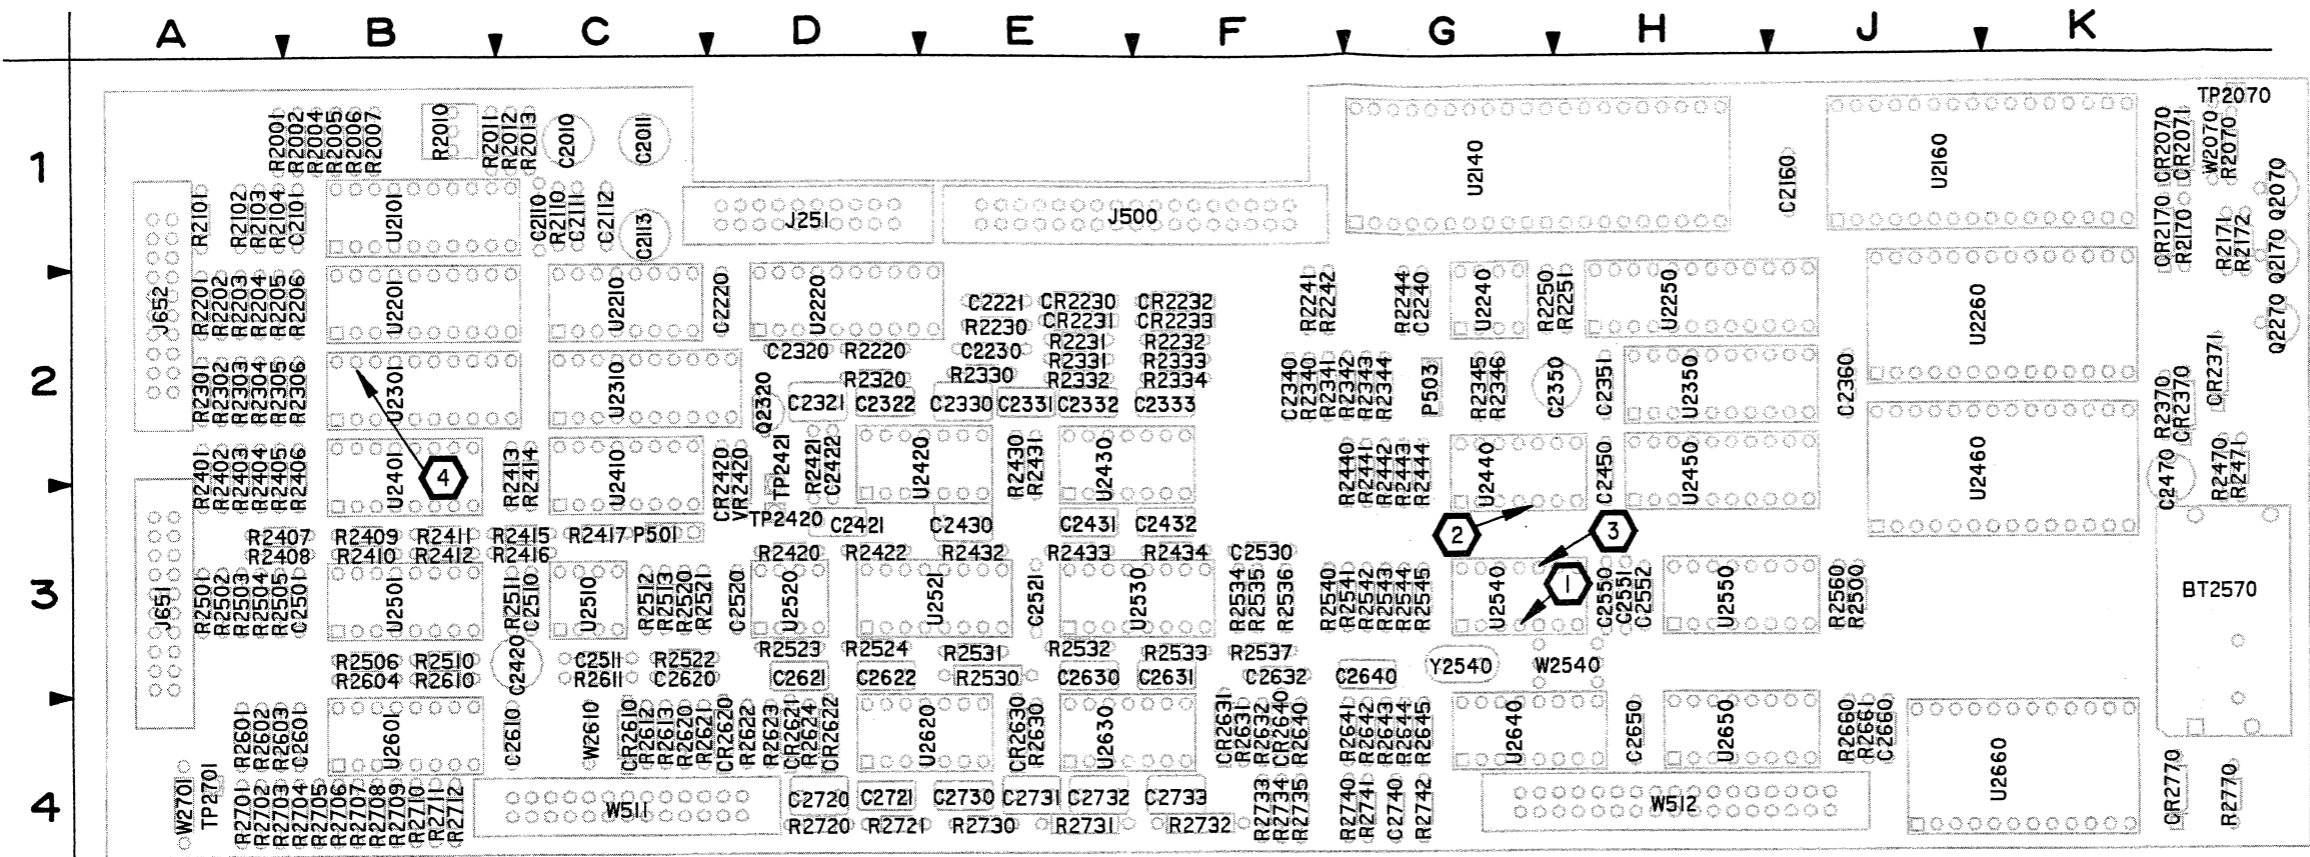 A B C D E F G H J K
1
R2001 R2002 R2004 R2005 R2006 R2007 R2010 R2011 R2012 R2013 C2010 C2011 U2140 C2160 U2160 CR2070 CR2071 W2070 R2070 TP2070
R2101 R2102 R2103 R2104 C2101 U2101 C2110 R2110 C2111 C2112 C2113 J251 J500 CR2170 R2170 R2171 R2172 Q2070 Q2170
J652 R2201 R2202 R2203 R2204 R2205 R2206 U2201 U2210 C2220 U2220 C2221 CR2230 CR2232 R2241 R2242 R2244 C2240 U2240 R2250 R2251 U2250 U2260 Q2270
R2230 CR2231 CR2233
C2320 R2220 C2230 R2231 R2232
2
R2331 R2333
R2320 R2330 R2332 R2334
R2301 R2302 R2303 R2304 R2305 R2306 U2301 U2310 Q2320 C2321 C2322 C2330 C2331 C2332 C2333 C2340 R2340 R2341 R2342 R2343 R2344 P5031 R2345 R2346 C2350 C2351 U2350 C2360 R2370 CR2370 CR2371
R2401 R2402 R2403 R2404 R2405 R2406 U2401 4 R2413 R2414 U2410 CR2420 VR2420 TP2421 R2421 C2422 U2420 R2430 R2431 U2430 R2440 R2441 R2442 R2443 R2444 U2440 C2450 U2450 U2460 C2470 R2470 R2471
TP2420 C2421 C2430 C2431 C2432
R2407 R2409 R2411 R2415 R2417 P501 2 3
R2408 R2410 R2412 R2416 R2420 R2422 R2432 R2433 R2434 C2530
3
J651 R2501 R2502 R2503 R2504 R2505 C2501 U2501 R2511 C2510 U2510 R2512 R2513 R2520 R2521 C2520 U2520 U2521 C2521 U2530 R2534 R2535 R2536 R2540 R2541 R2542 R2543 R2544 R2545 U2540 1 C2550 C2551 C2552 U2550 R2560 R2500 BT2570
R2523 R2524 R2531 R2532 R2533 R2537
R2506 R2510 C2420 C2511 R2522 Y2540 W2540
R2604 R2610 R2611 C2620 C2621 C2622 R2530 C2630 C2631 C2632 C2640
R2601 R2602 R2603 C2601 U2601 C2610 W2610 CR2610 R2612 R2613 R2620 R2621 CR2620 R2622 R2623 CR2621 R2624 CR2622 U2620 CR2630 R2630 U2630 CR2631 R2631 R2632 CR2640 R2640 R2641 R2642 R2643 R2644 R2645 U2640 C2650 U2650 R2660 R2661 C2660 U2660
4
W2701 TP2701 R2701 R2702 R2703 R2704 R2705 R2706 R2707 R2708 R2709 R2710 R2711 R2712 W511 C2720 C2721 C2730 C2731 C2732 C2733 R2733 R2734 R2735 R2740 R2741 C2740 R2742 W512 CR2770 R2770
R2720 R2721 R2730 R2731 R2732